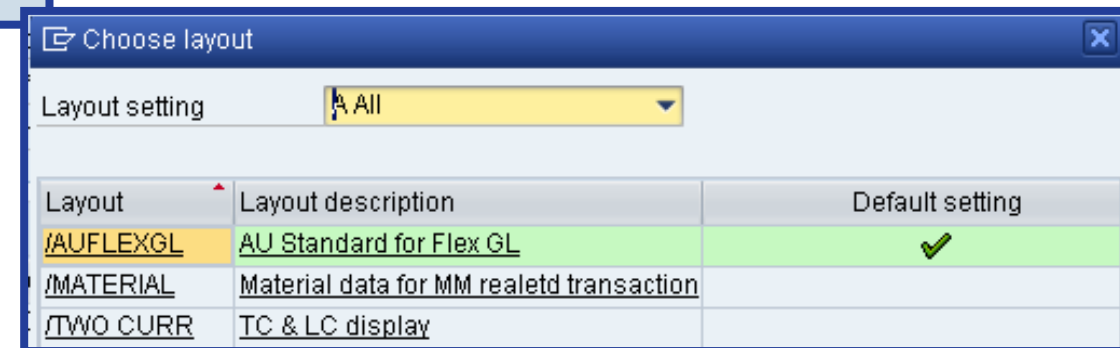 Choose layout
Layout setting A All
Layout Layout description Default setting
/AUFLEXGL AU Standard for Flex GL
/MATERIAL Material data for MM realetd transaction
/TWO CURR TC & LC display